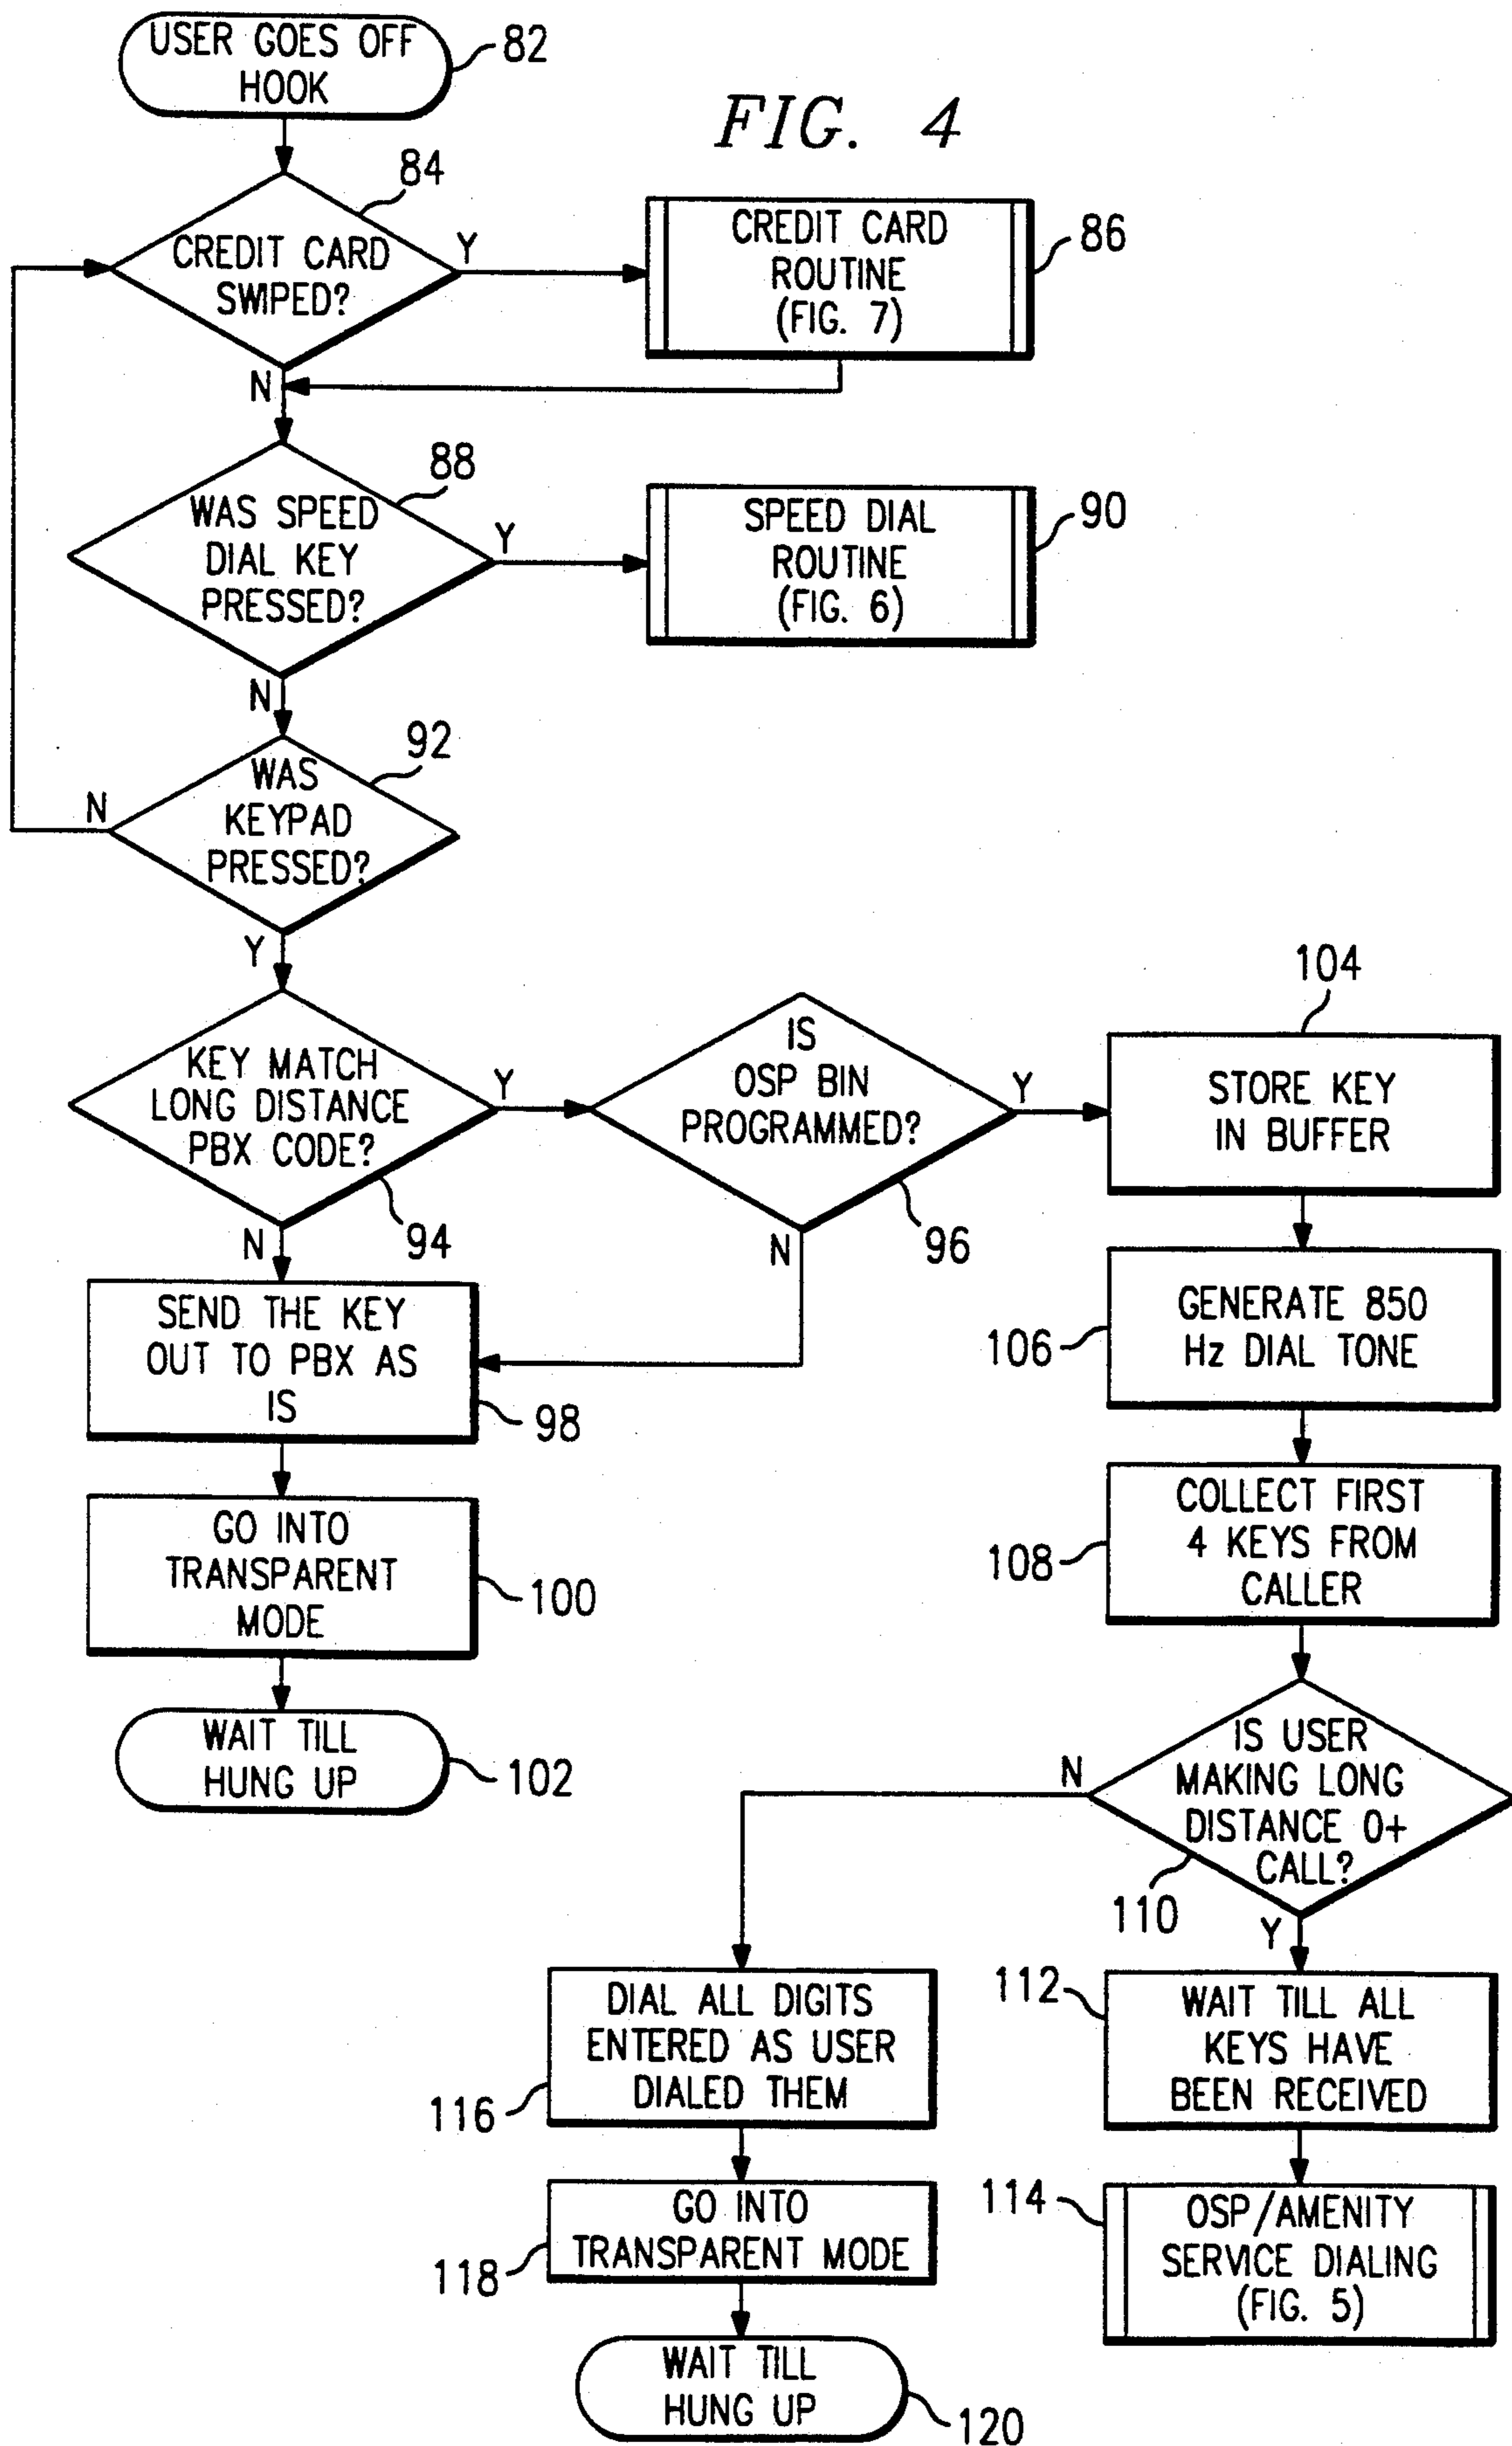 USER GOES OFF
HOOK
82
FIG. 4
84
CREDIT CARD
SWIPED?
Y
CREDIT CARD
ROUTINE
(FIG. 7)
86
N
88
WAS SPEED
DIAL KEY
PRESSED?
Y
SPEED DIAL
ROUTINE
(FIG. 6)
90
N
92
WAS
KEYPAD
PRESSED?
N
Y
KEY MATCH
LONG DISTANCE
PBX CODE?
Y
94
N
IS
OSP BIN
PROGRAMMED?
Y
96
N
104
STORE KEY
IN BUFFER
SEND THE KEY
OUT TO PBX AS
IS
98
GENERATE 850
Hz DIAL TONE
106
GO INTO
TRANSPARENT
MODE
100
COLLECT FIRST
4 KEYS FROM
CALLER
108
WAIT TILL
HUNG UP
102
IS USER
MAKING LONG
DISTANCE 0+
CALL?
N
110
Y
DIAL ALL DIGITS
ENTERED AS USER
DIALED THEM
116
112
WAIT TILL ALL
KEYS HAVE
BEEN RECEIVED
GO INTO
TRANSPARENT MODE
118
114
OSP/AMENITY
SERVICE DIALING
(FIG. 5)
WAIT TILL
HUNG UP
120